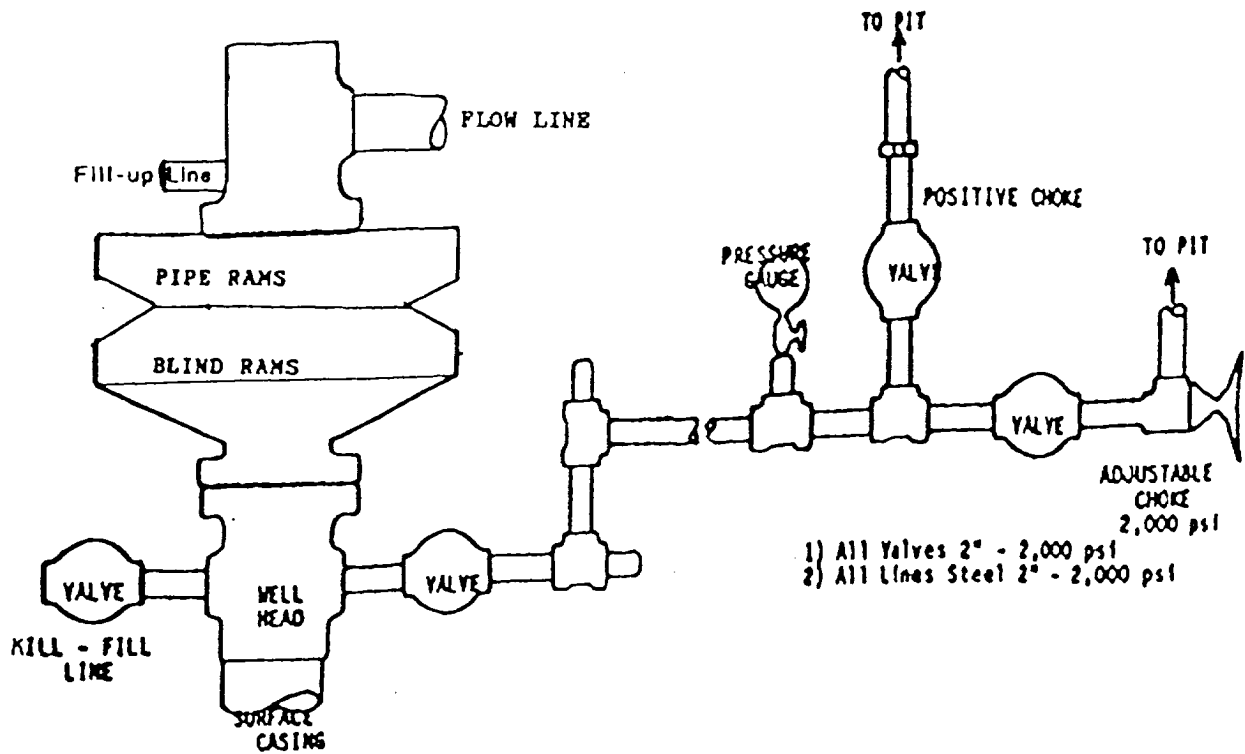 TO PIT
FLOW LINE
Fill-up Line
POSITIVE CHOKE
PIPE RAMS
PRESSURE
GAUGE
VALVE
TO PIT
BLIND RAMS
VALVE
ADJUSTABLE
CHOKE
2,000 psi
1) All Valves 2" - 2,000 psi
2) All Lines Steel 2" - 2,000 psi
VALVE
WELL
HEAD
VALVE
KILL - FILL
LINE
SURFACE
CASING